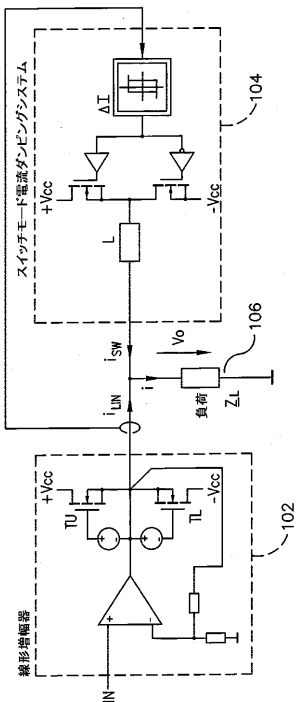 線形増幅器
IN
+
-
+Vcc
TU
TL
-Vcc
102
iLIN
iSW
i
Vo
負荷
ZL
106
スイッチモード電流ダンピングシステム
+Vcc
L
-Vcc
ΔI
104